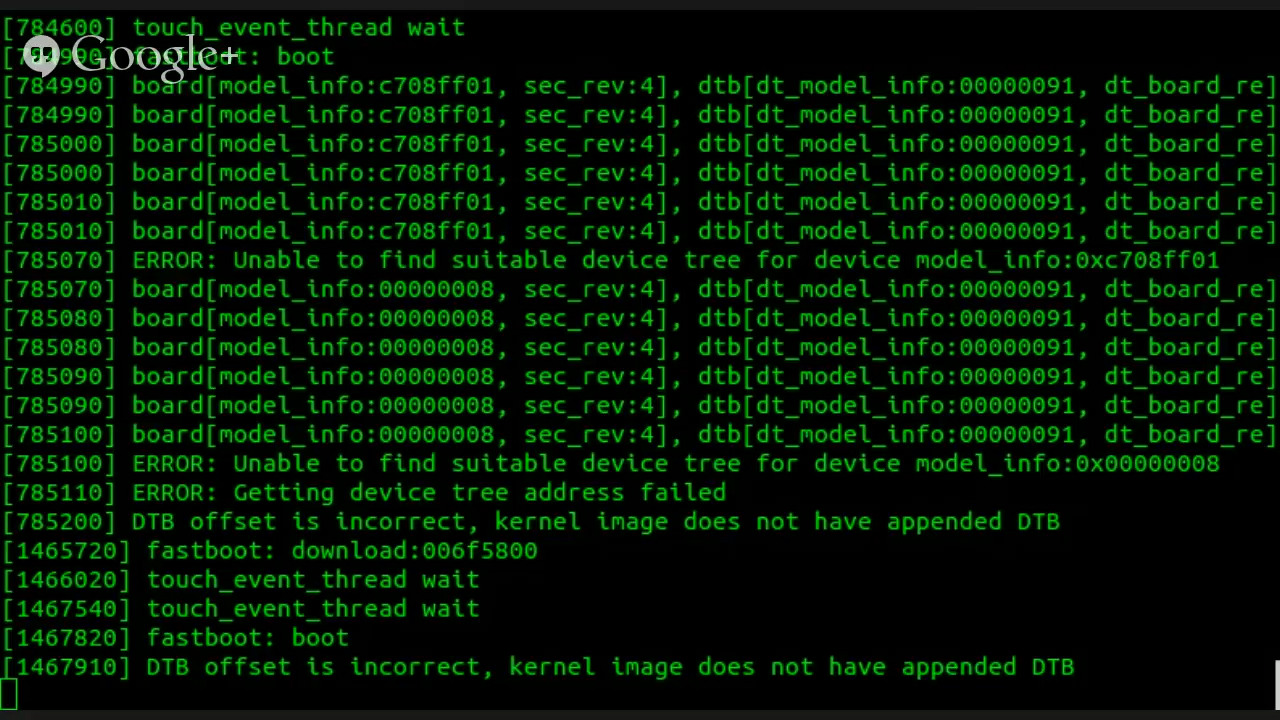 [784600] touch_event_thread wait
[784990] fastboot: boot
Google+
[784990] board[model_info:c708ff01, sec_rev:4], dtb[dt_model_info:00000091, dt_board_re]
[784990] board[model_info:c708ff01, sec_rev:4], dtb[dt_model_info:00000091, dt_board_re]
[785000] board[model_info:c708ff01, sec_rev:4], dtb[dt_model_info:00000091, dt_board_re]
[785000] board[model_info:c708ff01, sec_rev:4], dtb[dt_model_info:00000091, dt_board_re]
[785010] board[model_info:c708ff01, sec_rev:4], dtb[dt_model_info:00000091, dt_board_re]
[785010] board[model_info:c708ff01, sec_rev:4], dtb[dt_model_info:00000091, dt_board_re]
[785070] ERROR: Unable to find suitable device tree for device model_info:0xc708ff01
[785070] board[model_info:00000008, sec_rev:4], dtb[dt_model_info:00000091, dt_board_re]
[785080] board[model_info:00000008, sec_rev:4], dtb[dt_model_info:00000091, dt_board_re]
[785080] board[model_info:00000008, sec_rev:4], dtb[dt_model_info:00000091, dt_board_re]
[785090] board[model_info:00000008, sec_rev:4], dtb[dt_model_info:00000091, dt_board_re]
[785090] board[model_info:00000008, sec_rev:4], dtb[dt_model_info:00000091, dt_board_re]
[785100] board[model_info:00000008, sec_rev:4], dtb[dt_model_info:00000091, dt_board_re]
[785100] ERROR: Unable to find suitable device tree for device model_info:0x00000008
[785110] ERROR: Getting device tree address failed
[785200] DTB offset is incorrect, kernel image does not have appended DTB
[1465720] fastboot: download:006f5800
[1466020] touch_event_thread wait
[1467540] touch_event_thread wait
[1467820] fastboot: boot
[1467910] DTB offset is incorrect, kernel image does not have appended DTB